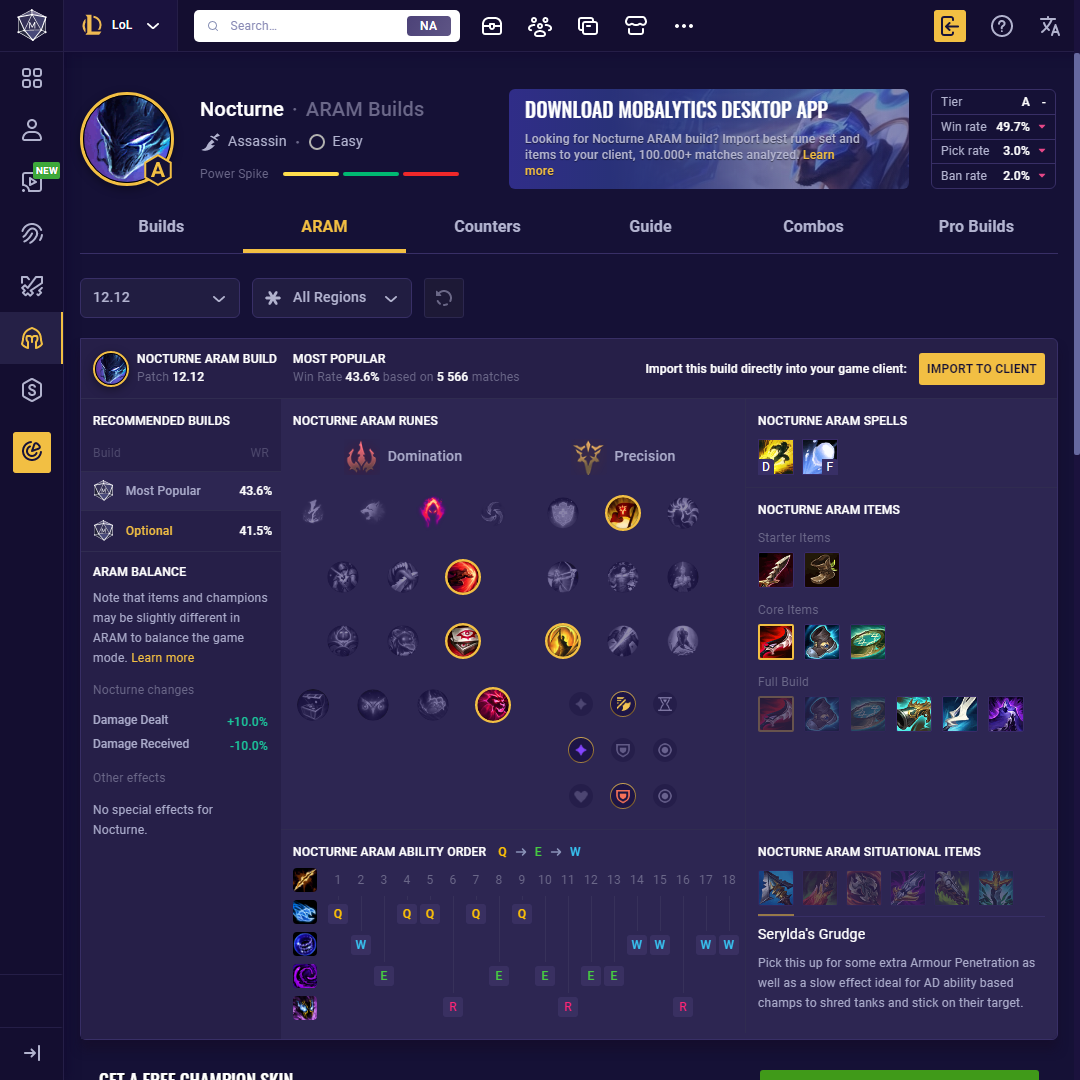 LoL
Search...
NA
NEW
Nocturne · ARAM Builds
Assassin · Easy
Power Spike
A
DOWNLOAD MOBALYTICS DESKTOP APP
Looking for Nocturne ARAM build? Import best rune set and
items to your client, 100.000+ matches analyzed. Learn
more
Tier A -
Win rate 49.7%
Pick rate 3.0%
Ban rate 2.0%
Builds
ARAM
Counters
Guide
Combos
Pro Builds
12.12
All Regions
NOCTURNE ARAM BUILD
Patch 12.12
MOST POPULAR
Win Rate 43.6% based on 5 566 matches
Import this build directly into your game client:
IMPORT TO CLIENT
RECOMMENDED BUILDS
Build WR
Most Popular 43.6%
Optional 41.5%
ARAM BALANCE
Note that items and champions
may be slightly different in
ARAM to balance the game
mode. Learn more
Nocturne changes
Damage Dealt +10.0%
Damage Received -10.0%
Other effects
No special effects for
Nocturne.
NOCTURNE ARAM RUNES
Domination
Precision
NOCTURNE ARAM SPELLS
D F
NOCTURNE ARAM ITEMS
Starter Items
Core Items
Full Build
NOCTURNE ARAM ABILITY ORDER Q → E → W
1 2 3 4 5 6 7 8 9 10 11 12 13 14 15 16 17 18
Q Q Q Q Q
W W W W W
E E E E E
R R R
NOCTURNE ARAM SITUATIONAL ITEMS
Serylda's Grudge
Pick this up for some extra Armour Penetration as
well as a slow effect ideal for AD ability based
champs to shred tanks and stick on their target.
GET A FREE CHAMPION SKIN